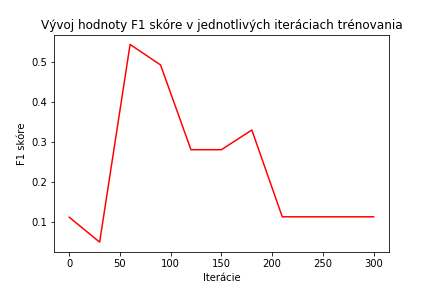 Vývoj hodnoty F1 skóre v jednotlivých iteráciach trénovania
F1 skóre
0.5
0.4
0.3
0.2
0.1
0 50 100 150 200 250 300
Iterácie